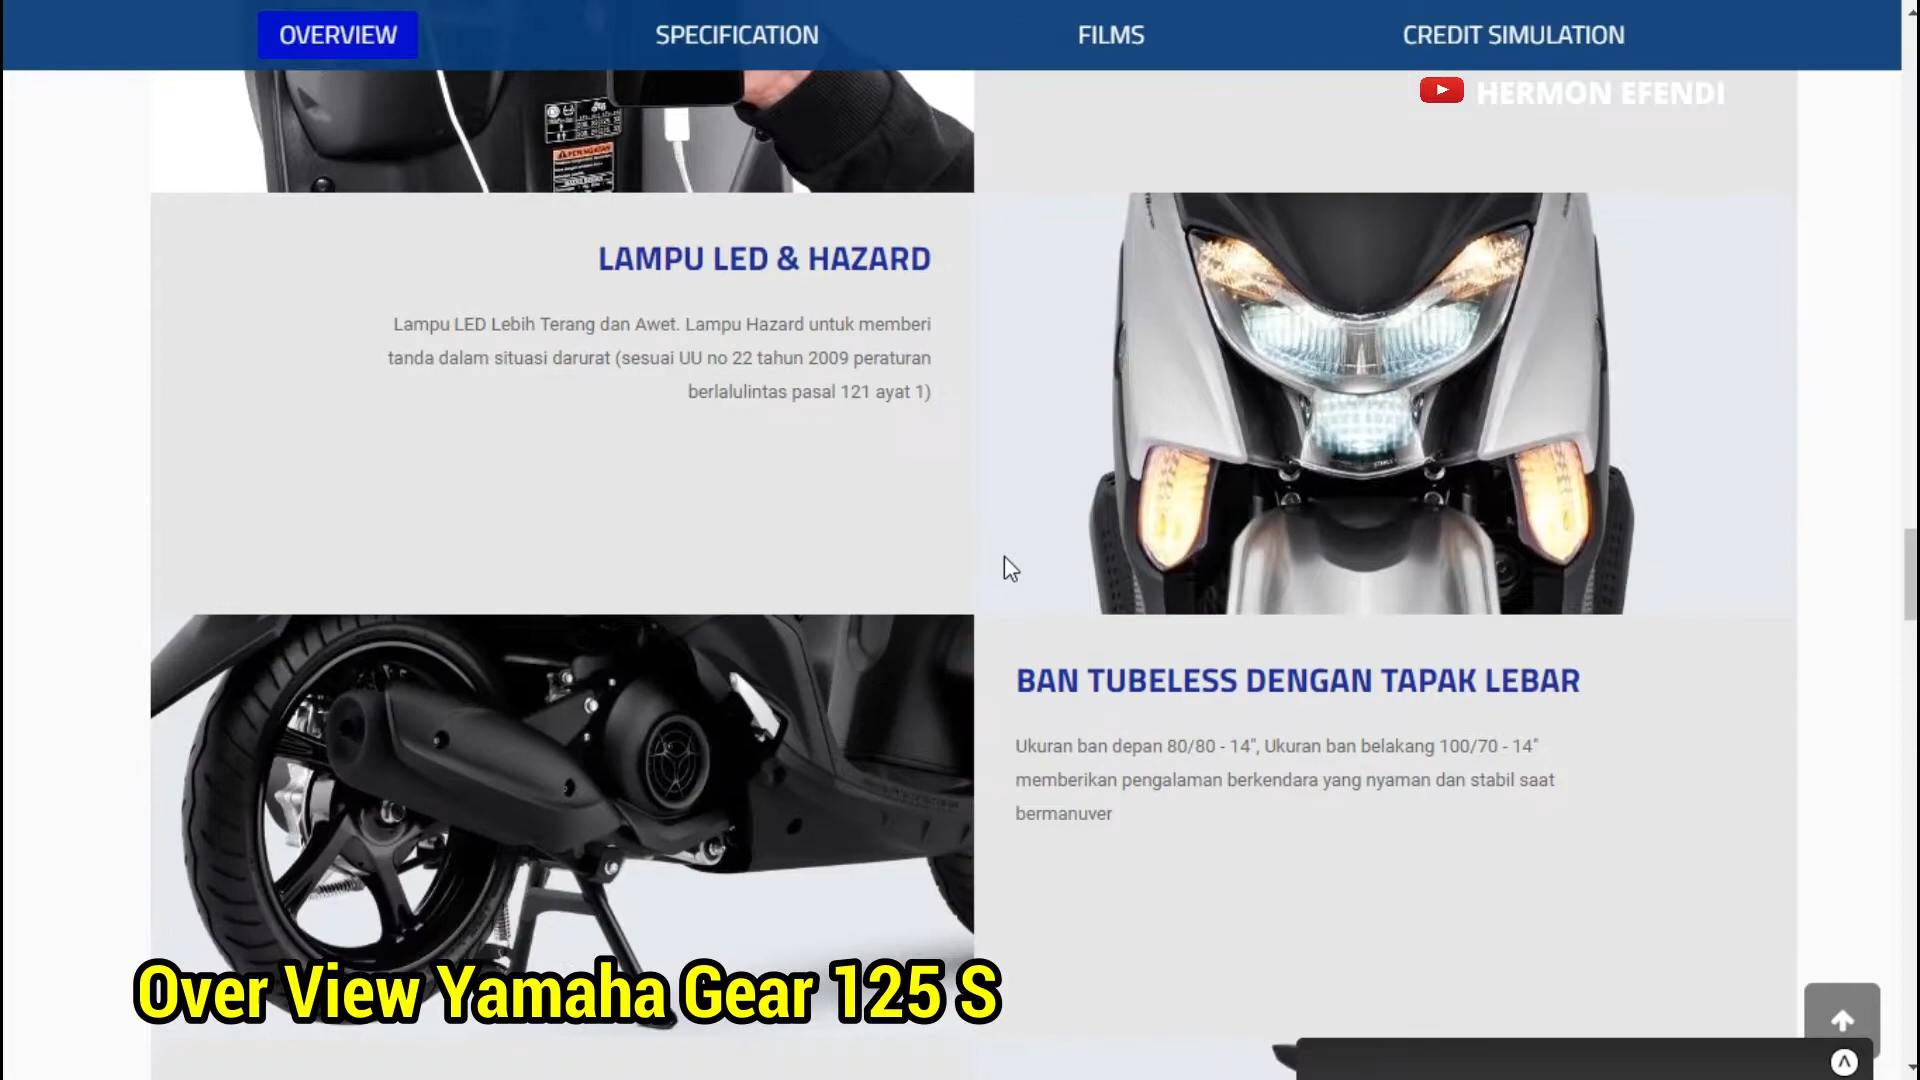 OVERVIEW
SPECIFICATION
FILMS
CREDIT SIMULATION
HERMON EFENDI
LAMPU LED & HAZARD
Lampu LED Lebih Terang dan Awet. Lampu Hazard untuk memberi
tanda dalam situasi darurat (sesuai UU no 22 tahun 2009 peraturan
berlalulintas pasal 121 ayat 1)
BAN TUBELESS DENGAN TAPAK LEBAR
Ukuran ban depan 80/80 - 14", Ukuran ban belakang 100/70 - 14"
memberikan pengalaman berkendara yang nyaman dan stabil saat
bermanuver
Over View Yamaha Gear 125 S